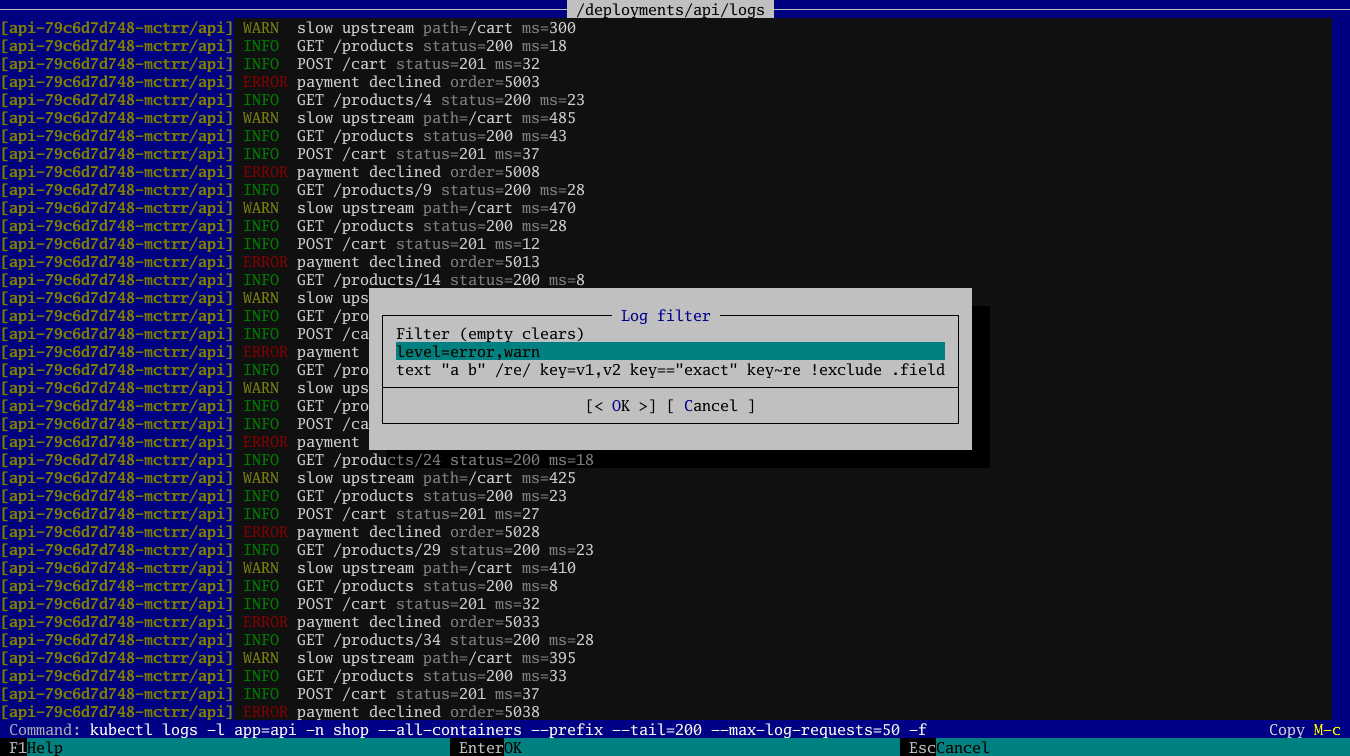 /deployments/api/logs
[api-79c6d7d748-mctrr/api] WARN  slow upstream path=/cart ms=300
[api-79c6d7d748-mctrr/api] INFO  GET /products status=200 ms=18
[api-79c6d7d748-mctrr/api] INFO  POST /cart status=201 ms=32
[api-79c6d7d748-mctrr/api] ERROR payment declined order=5003
[api-79c6d7d748-mctrr/api] INFO  GET /products/4 status=200 ms=23
[api-79c6d7d748-mctrr/api] WARN  slow upstream path=/cart ms=485
[api-79c6d7d748-mctrr/api] INFO  GET /products status=200 ms=43
[api-79c6d7d748-mctrr/api] INFO  POST /cart status=201 ms=37
[api-79c6d7d748-mctrr/api] ERROR payment declined order=5008
[api-79c6d7d748-mctrr/api] INFO  GET /products/9 status=200 ms=28
[api-79c6d7d748-mctrr/api] WARN  slow upstream path=/cart ms=470
[api-79c6d7d748-mctrr/api] INFO  GET /products status=200 ms=28
[api-79c6d7d748-mctrr/api] INFO  POST /cart status=201 ms=12
[api-79c6d7d748-mctrr/api] ERROR payment declined order=5013
[api-79c6d7d748-mctrr/api] INFO  GET /products/14 status=200 ms=8
[api-79c6d7d748-mctrr/api] WARN  slow ups
[api-79c6d7d748-mctrr/api] INFO  GET /pro
[api-79c6d7d748-mctrr/api] INFO  POST /ca
[api-79c6d7d748-mctrr/api] ERROR payment
[api-79c6d7d748-mctrr/api] INFO  GET /pro
[api-79c6d7d748-mctrr/api] WARN  slow ups
[api-79c6d7d748-mctrr/api] INFO  GET /pro
[api-79c6d7d748-mctrr/api] INFO  POST /ca
[api-79c6d7d748-mctrr/api] ERROR payment
Log filter
Filter (empty clears)
level=error,warn
text "a b" /re/ key=v1,v2 key=="exact" key~re !exclude .field
[< OK >] [ Cancel ]
[api-79c6d7d748-mctrr/api] INFO  GET /products/24 status=200 ms=18
[api-79c6d7d748-mctrr/api] WARN  slow upstream path=/cart ms=425
[api-79c6d7d748-mctrr/api] INFO  GET /products status=200 ms=23
[api-79c6d7d748-mctrr/api] INFO  POST /cart status=201 ms=27
[api-79c6d7d748-mctrr/api] ERROR payment declined order=5028
[api-79c6d7d748-mctrr/api] INFO  GET /products/29 status=200 ms=23
[api-79c6d7d748-mctrr/api] WARN  slow upstream path=/cart ms=410
[api-79c6d7d748-mctrr/api] INFO  GET /products status=200 ms=8
[api-79c6d7d748-mctrr/api] INFO  POST /cart status=201 ms=32
[api-79c6d7d748-mctrr/api] ERROR payment declined order=5033
[api-79c6d7d748-mctrr/api] INFO  GET /products/34 status=200 ms=28
[api-79c6d7d748-mctrr/api] WARN  slow upstream path=/cart ms=395
[api-79c6d7d748-mctrr/api] INFO  GET /products status=200 ms=33
[api-79c6d7d748-mctrr/api] INFO  POST /cart status=201 ms=37
[api-79c6d7d748-mctrr/api] ERROR payment declined order=5038
Command: kubectl logs -l app=api -n shop --all-containers --prefix --tail=200 --max-log-requests=50 -f Copy M-c
F1Help EnterOK EscCancel